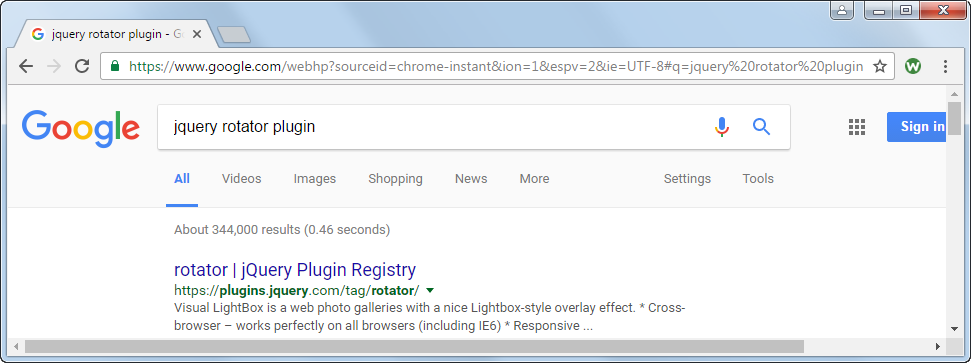 jquery rotator plugin - G
https://www.google.com/webhp?sourceid=chrome-instant&ion=1&espv=2&ie=UTF-8#q=jquery%20rotator%20plugin
Google
jquery rotator plugin
Sign in
All Videos Images Shopping News More Settings Tools
About 344,000 results (0.46 seconds)
rotator | jQuery Plugin Registry
https://plugins.jquery.com/tag/rotator/
Visual LightBox is a web photo galleries with a nice Lightbox-style overlay effect. * Cross-
browser – works perfectly on all browsers (including IE6) * Responsive ...